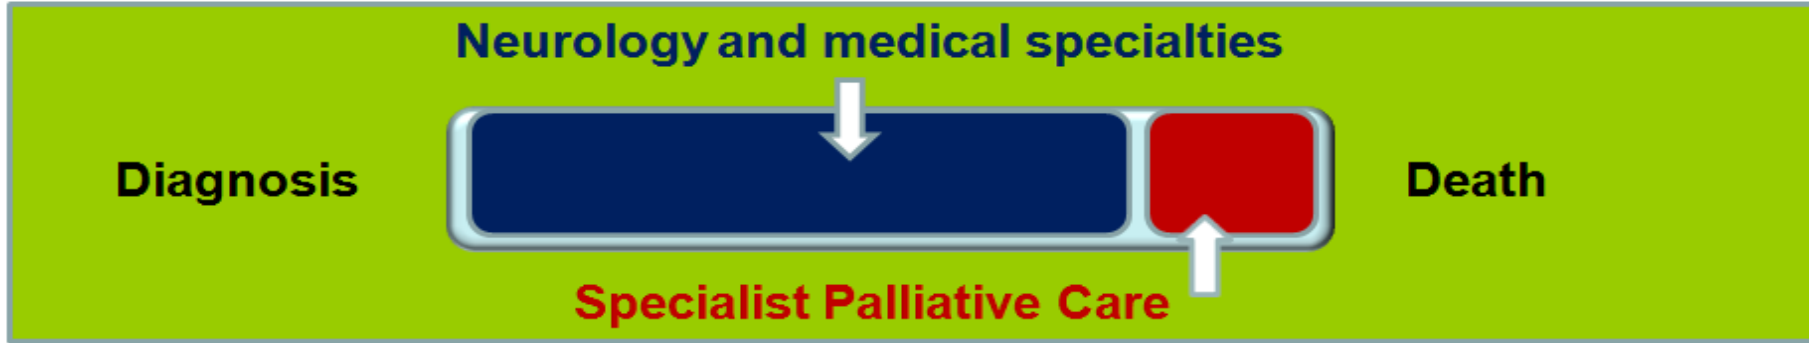 Neurology and medical specialties
Diagnosis
Death
Specialist Palliative Care